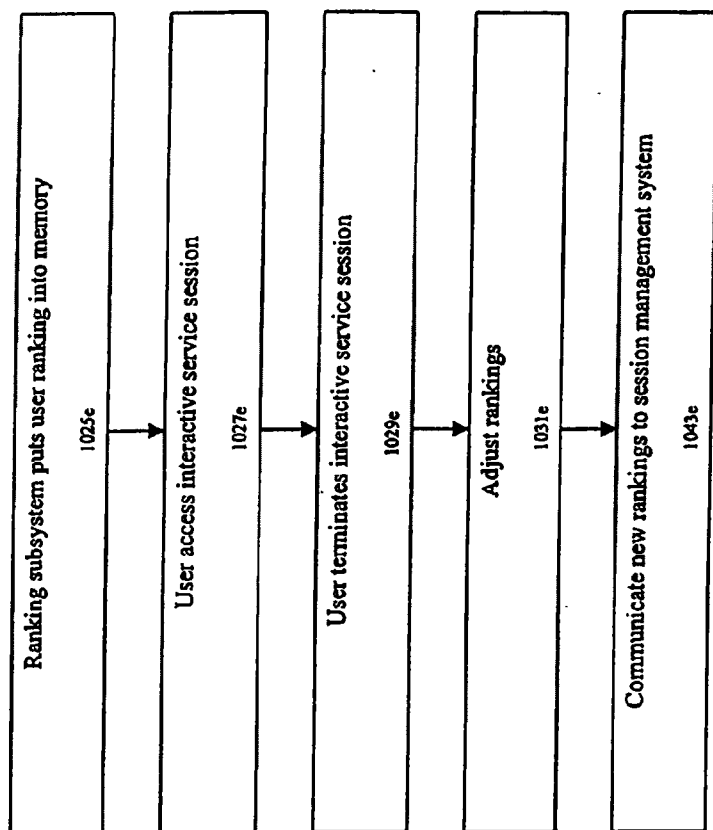 Ranking subsystem puts user ranking into memory
1025e
User access interactive service session
1027e
User terminates interactive service session
1029e
Adjust rankings
1031e
Communicate new rankings to session management system
1043e